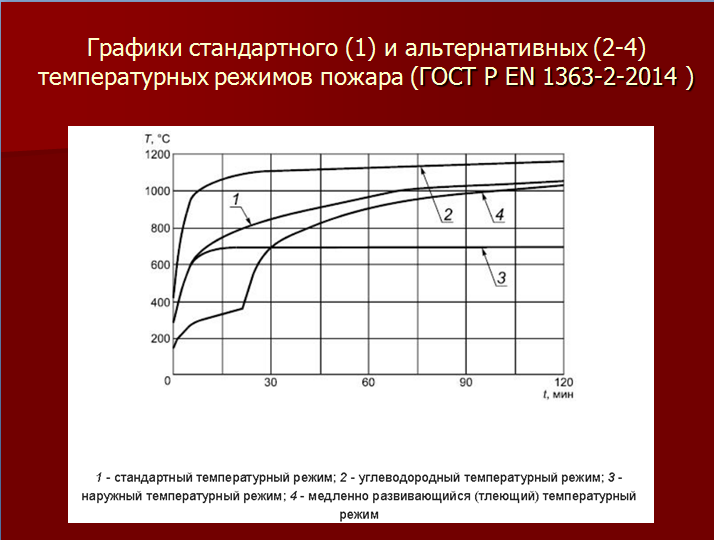 Графики стандартного (1) и альтернативных (2-4)
температурных режимов пожара (ГОСТ Р EN 1363-2-2014 )
T, °C
1200
1000
800
600
400
200
0
30
60
90
120
t, мин
1
2
4
3
1 - стандартный температурный режим; 2 - углеводородный температурный режим; 3 -
наружный температурный режим; 4 - медленно развивающийся (тлеющий) температурный
режим